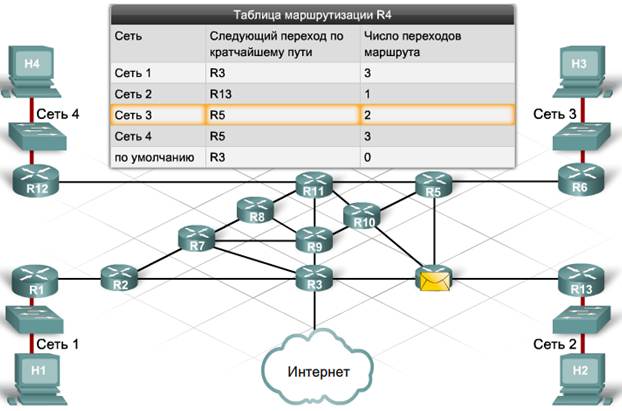 Таблица маршрутизации R4
Сеть Следующий переход по кратчайшему пути Число переходов маршрута
Сеть 1 R3 3
Сеть 2 R13 1
Сеть 3 R5 2
Сеть 4 R5 3
по умолчанию R3 0
H4
H3
Сеть 4
Сеть 3
R12
R11
R5
R6
R8
R10
R7
R9
R1
R2
R3
R13
Сеть 1
Сеть 2
Интернет
H1
H2